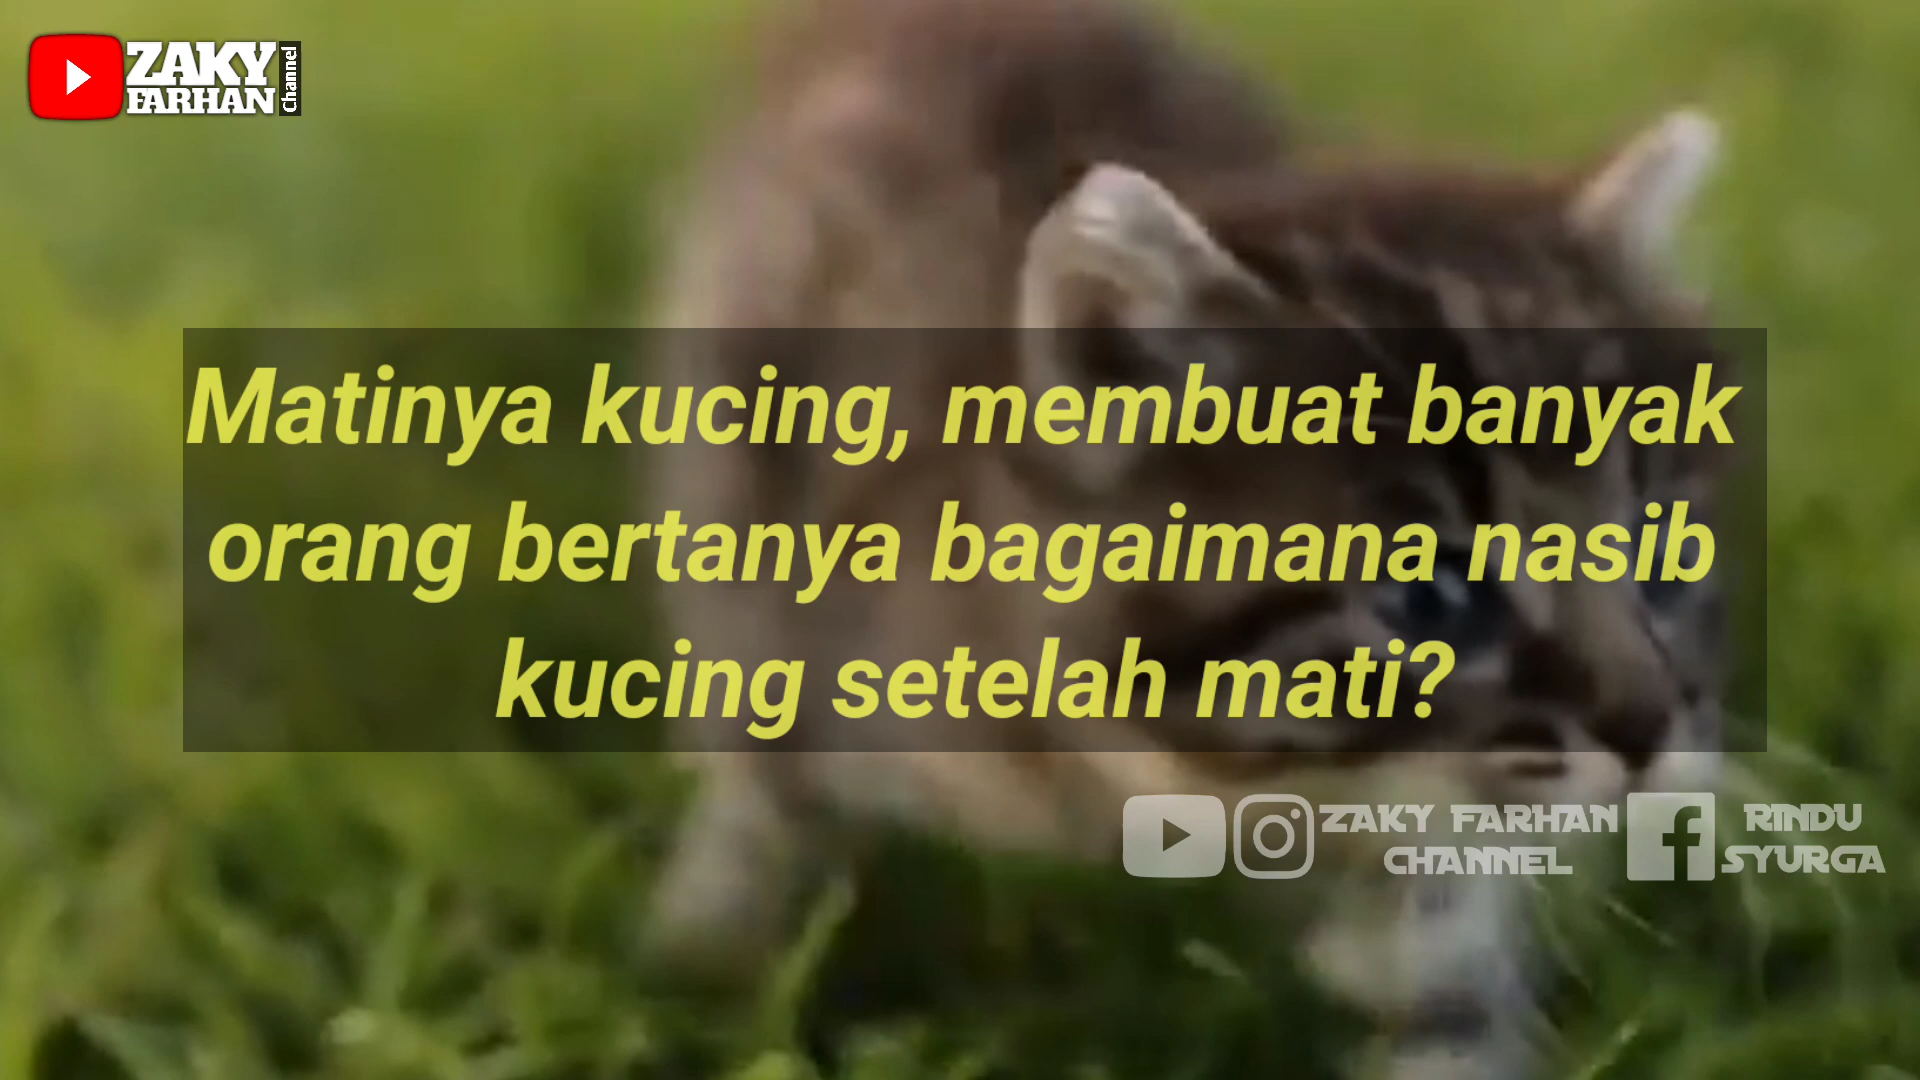 ZAKY
FARHAN
Channel
Matinya kucing, membuat banyak
orang bertanya bagaimana nasib
kucing setelah mati?
ZAKY FARHAN
CHANNEL
RINDU
SYURGA